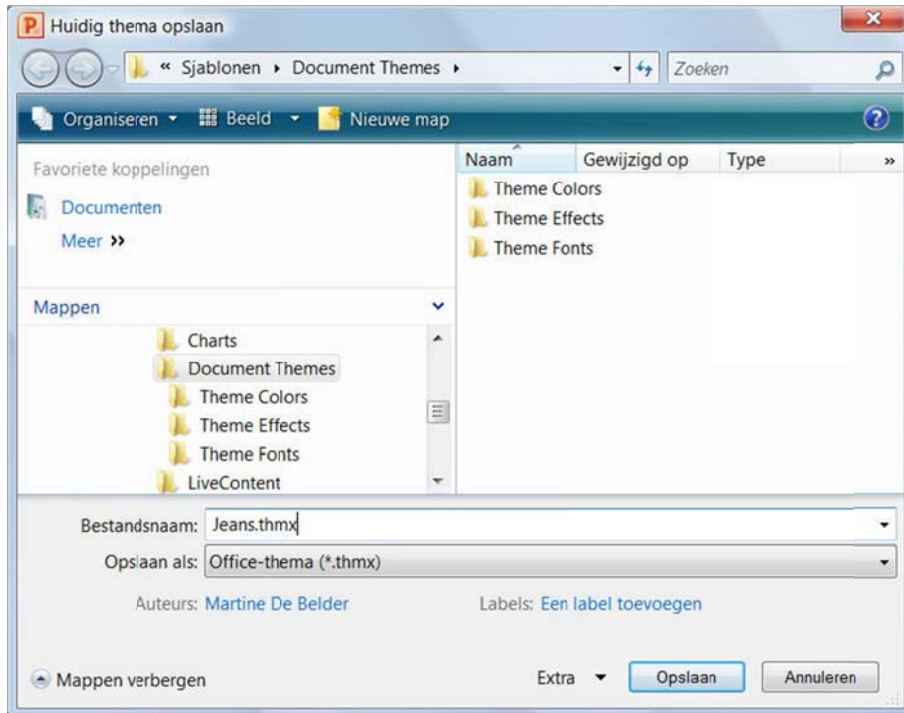 Huidig thema opslaan
« Sjablonen ▸ Document Themes ▸
Zoeken
Organiseren Beeld Nieuwe map
Favoriete koppelingen
Documenten
Meer »
Mappen
Charts
Document Themes
Theme Colors
Theme Effects
Theme Fonts
LiveContent
Naam Gewijzigd op Type »
Theme Colors
Theme Effects
Theme Fonts
Bestandsnaam: Jeans.thmx
Opslaan als: Office-thema (*.thmx)
Auteurs: Martine De Belder Labels: Een label toevoegen
Mappen verbergen Extra Opslaan Annuleren